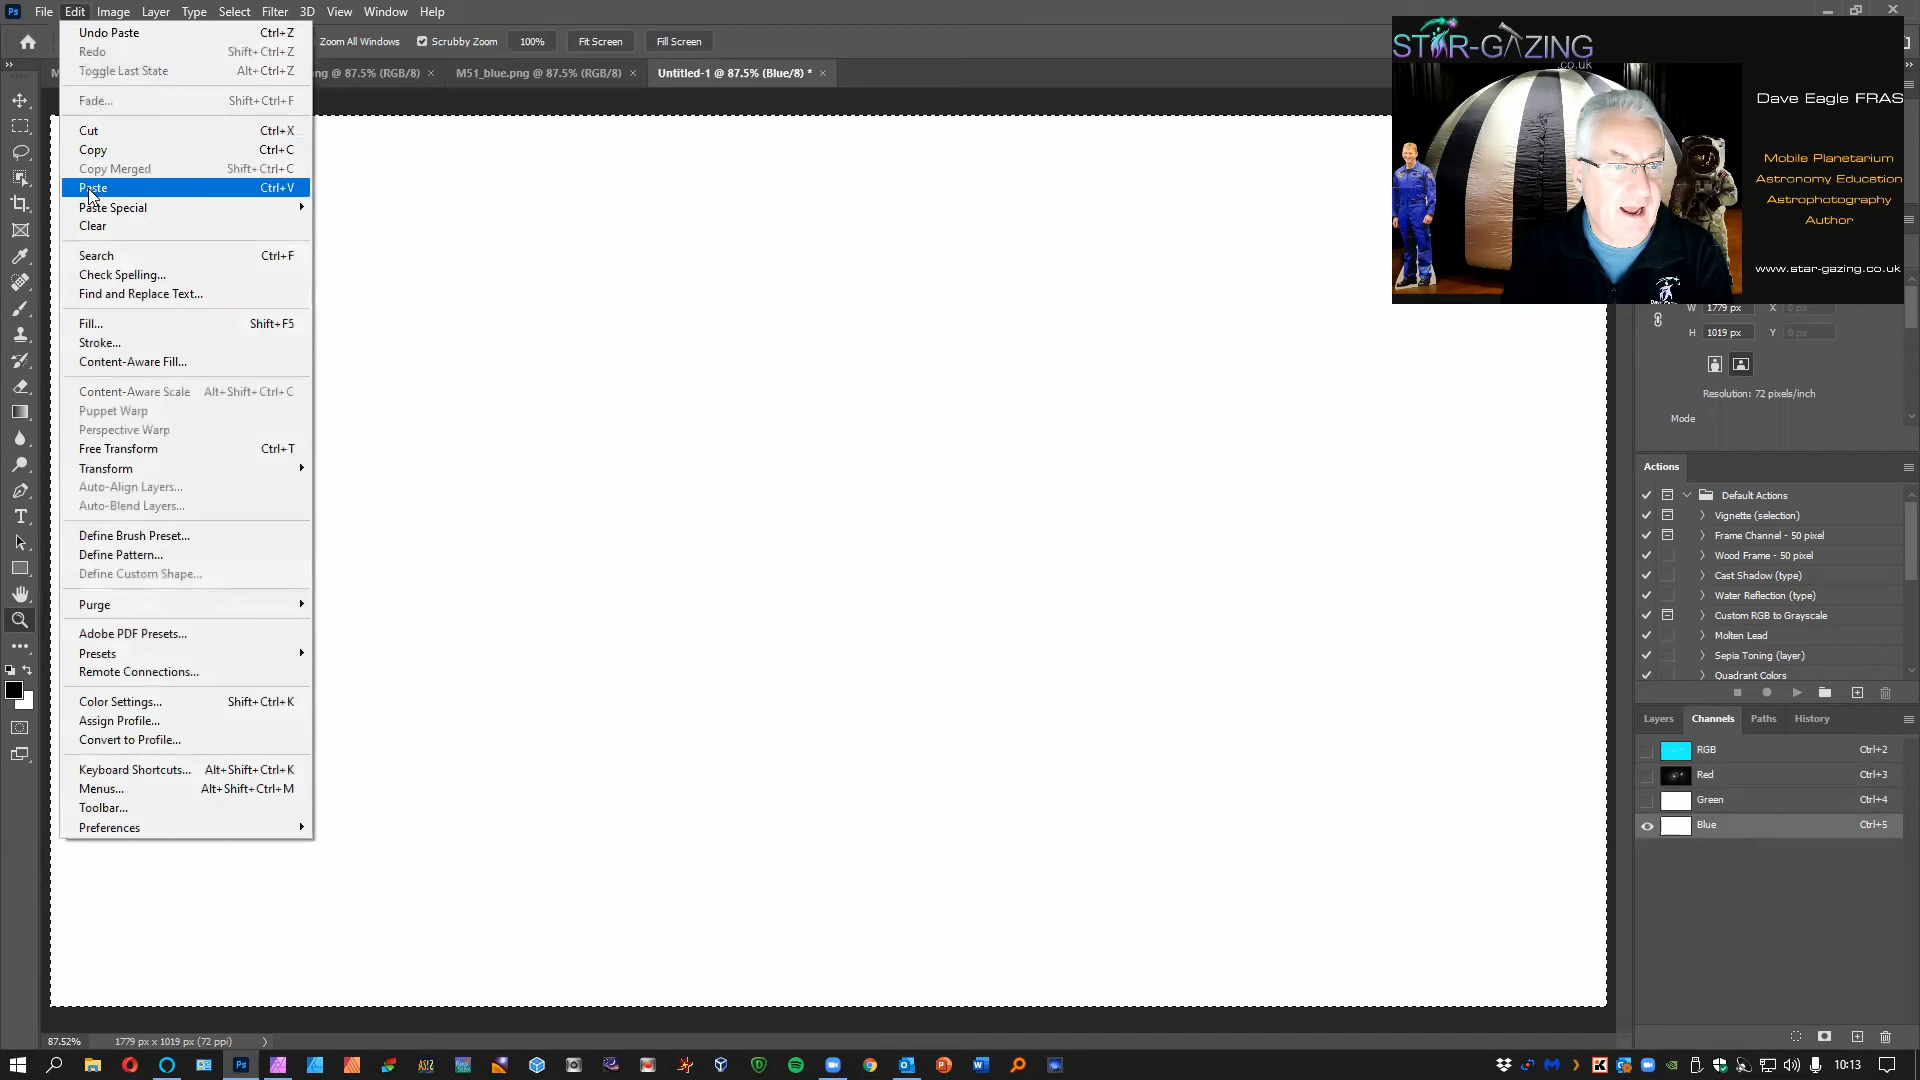 Ps File Edit Image Layer Type Select Filter 3D View Window Help
Zoom All Windows Scrubby Zoom 100% Fit Screen Fill Screen
ng @ 87.5% (RGB/8) × M51_blue.png @ 87.5% (RGB/8) × Untitled-1 @ 87.5% (Blue/8) * ×
Undo Paste Ctrl+Z
Redo Shift+Ctrl+Z
Toggle Last State Alt+Ctrl+Z
Fade... Shift+Ctrl+F
Cut Ctrl+X
Copy Ctrl+C
Copy Merged Shift+Ctrl+C
Paste Ctrl+V
Paste Special
Clear
Search Ctrl+F
Check Spelling...
Find and Replace Text...
Fill... Shift+F5
Stroke...
Content-Aware Fill...
Content-Aware Scale Alt+Shift+Ctrl+C
Puppet Warp
Perspective Warp
Free Transform Ctrl+T
Transform
Auto-Align Layers...
Auto-Blend Layers...
Define Brush Preset...
Define Pattern...
Define Custom Shape...
Purge
Adobe PDF Presets...
Presets
Remote Connections...
Color Settings... Shift+Ctrl+K
Assign Profile...
Convert to Profile...
Keyboard Shortcuts... Alt+Shift+Ctrl+K
Menus... Alt+Shift+Ctrl+M
Toolbar...
Preferences
STAR-GAZING
.co.uk
Dave Eagle FRAS
Mobile Planetarium
Astronomy Education
Astrophotography
Author
www.star-gazing.co.uk
W 1779 px X 0 px
H 1019 px Y 0 px
Resolution: 72 pixels/inch
Mode
Actions
Default Actions
Vignette (selection)
Frame Channel - 50 pixel
Wood Frame - 50 pixel
Cast Shadow (type)
Water Reflection (type)
Custom RGB to Grayscale
Molten Lead
Sepia Toning (layer)
Quadrant Colors
Layers Channels Paths History
RGB Ctrl+2
Red Ctrl+3
Green Ctrl+4
Blue Ctrl+5
87.52% 1779 px x 1019 px (72 ppi)
10:13